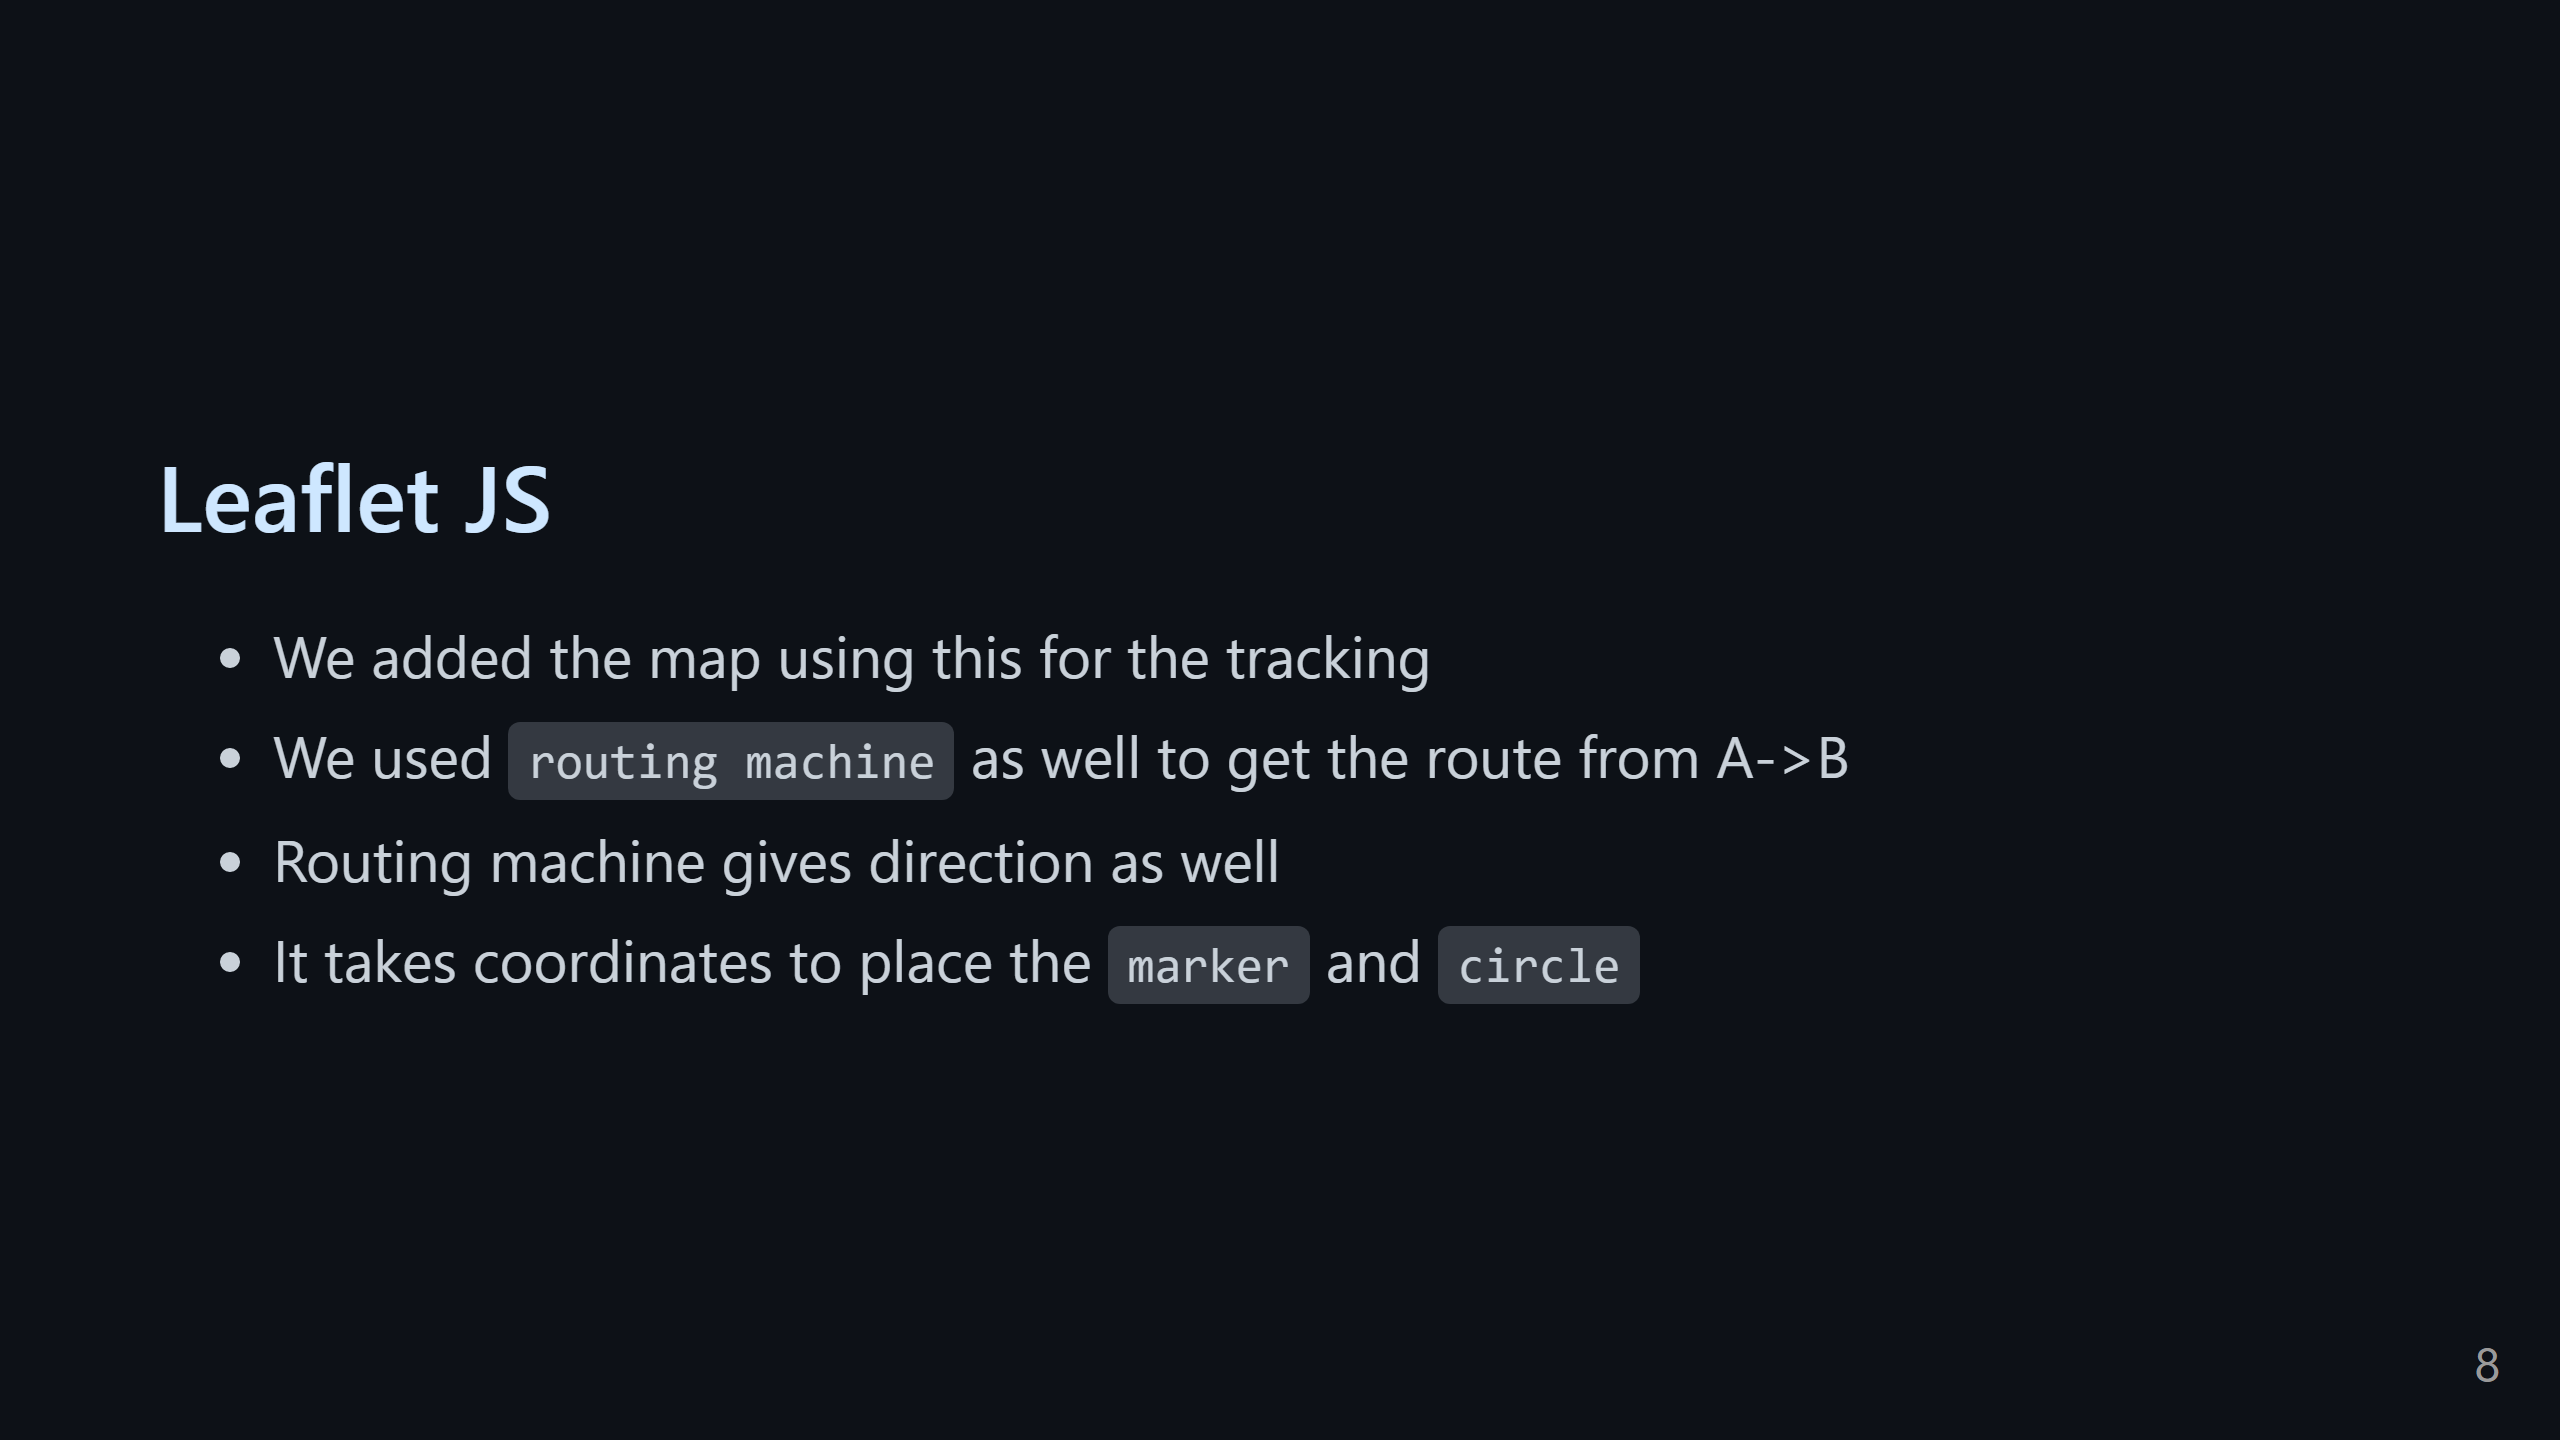 Leaflet JS
• We added the map using this for the tracking
• We used routing machine as well to get the route from A->B
• Routing machine gives direction as well
• It takes coordinates to place the marker and circle
8